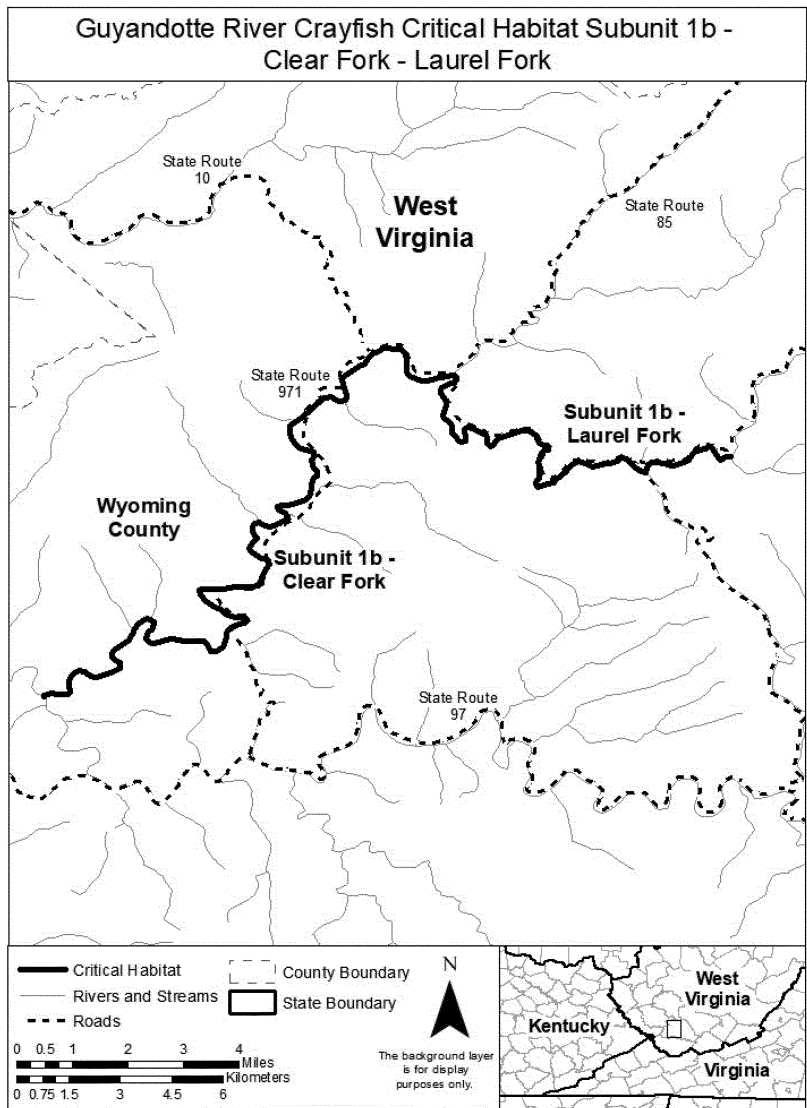 Guyandotte River Crayfish Critical Habitat Subunit 1b -
Clear Fork - Laurel Fork
State Route
10
West
Virginia
State Route
85
State Route
971
Subunit 1b -
Laurel Fork
Wyoming
County
Subunit 1b -
Clear Fork
State Route
97
Critical Habitat
Rivers and Streams
Roads
County Boundary
State Boundary
N
The background layer
is for display
purposes only.
0 0.5 1 2 3 4
Miles
Kilometers
0 0.75 1.5 3 4.5 6
West
Virginia
Kentucky
Virginia